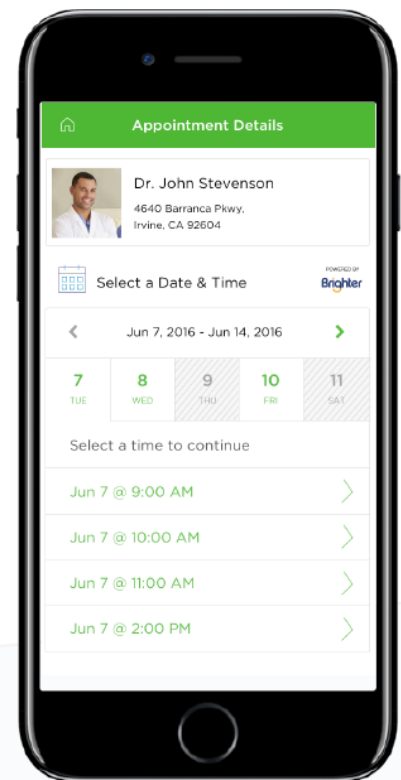 Appointment Details
Dr. John Stevenson
4640 Barranca Pkwy,
Irvine, CA 92604
Select a Date & Time
POWERED BY
Brighter
Jun 7, 2016 - Jun 14, 2016
7 8 9 10 11
TUE WED THU FRI SAT
Select a time to continue
Jun 7 @ 9:00 AM
Jun 7 @ 10:00 AM
Jun 7 @ 11:00 AM
Jun 7 @ 2:00 PM